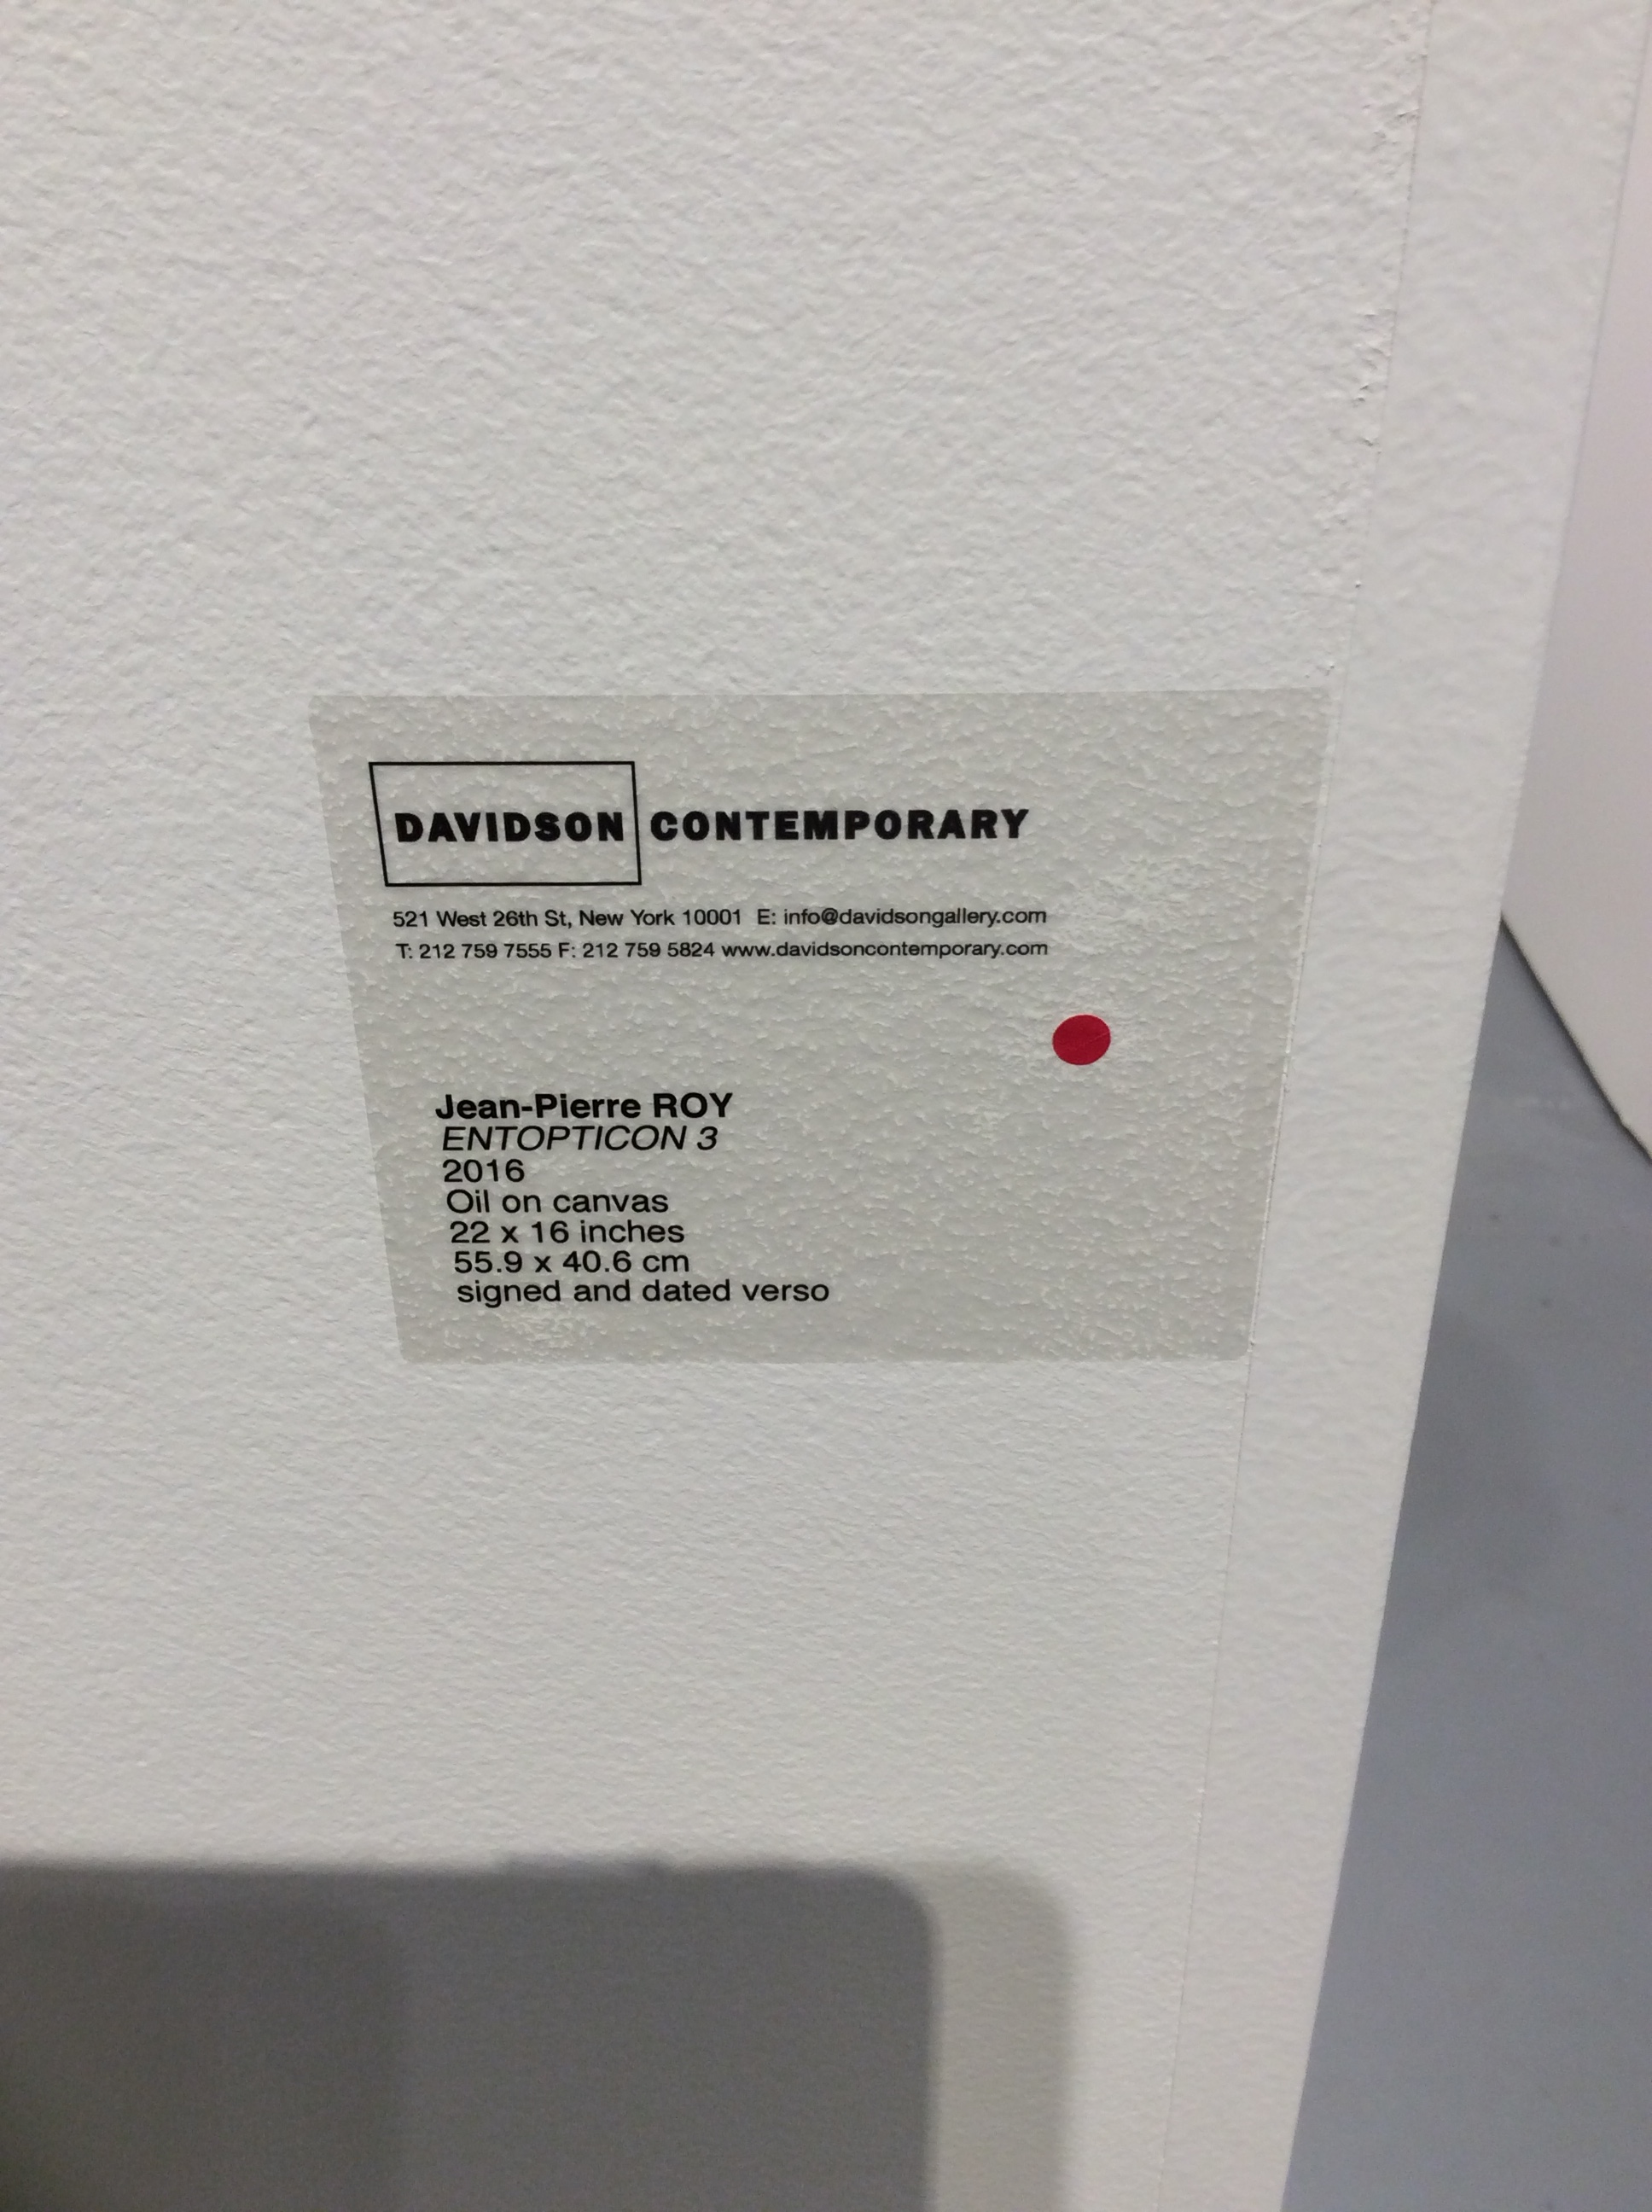 DAVIDSON CONTEMPORARY
521 West 26th St, New York 10001 E: info@davidsongallery.com
T: 212 759 7555 F: 212 759 5824 www.davidsoncontemporary.com
Jean-Pierre ROY
ENTOPTICON 3
2016
Oil on canvas
22 x 16 inches
55.9 x 40.6 cm
signed and dated verso